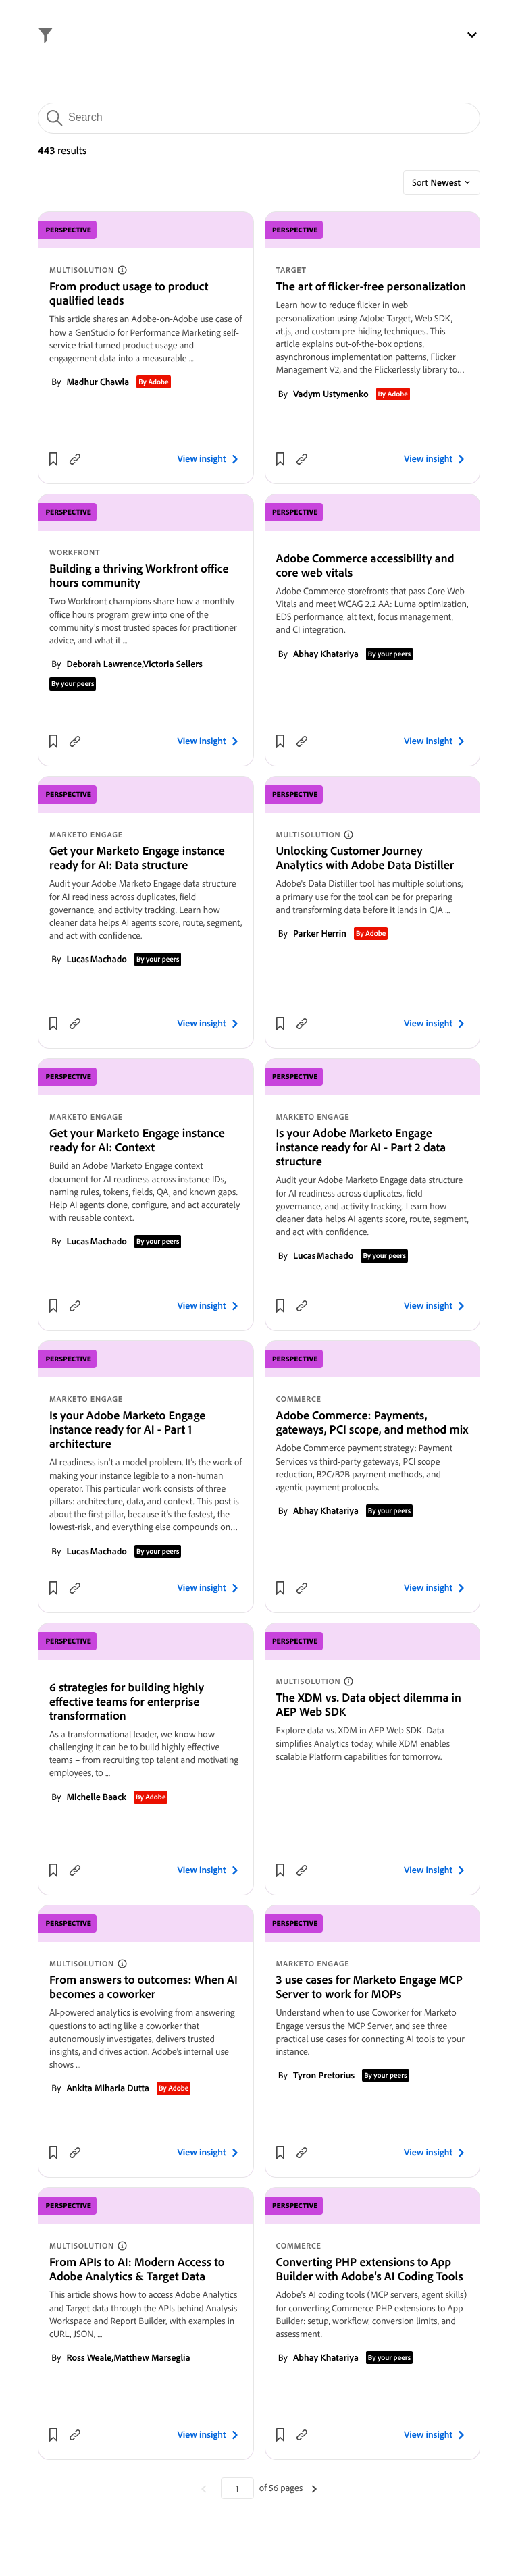 Search
443 results
Sort Newest
PERSPECTIVE
MULTISOLUTION
From product usage to product
qualified leads
This article shares an Adobe-on-Adobe use case of
how a GenStudio for Performance Marketing self-
service trial turned product usage and
engagement data into a measurable ...
By Madhur Chawla By Adobe
View insight
PERSPECTIVE
TARGET
The art of flicker-free personalization
Learn how to reduce flicker in web
personalization using Adobe Target, Web SDK,
at.js, and custom pre-hiding techniques. This
article explains out-of-the-box options,
asynchronous implementation patterns, Flicker
Management V2, and the Flickerlessly library to...
By Vadym Ustymenko By Adobe
View insight
PERSPECTIVE
WORKFRONT
Building a thriving Workfront office
hours community
Two Workfront champions share how a monthly
office hours program grew into one of the
community's most trusted spaces for practitioner
advice, and what it ...
By Deborah Lawrence,Victoria Sellers
By your peers
View insight
PERSPECTIVE
Adobe Commerce accessibility and
core web vitals
Adobe Commerce storefronts that pass Core Web
Vitals and meet WCAG 2.2 AA: Luma optimization,
EDS performance, alt text, focus management,
and CI integration.
By Abhay Khatariya By your peers
View insight
PERSPECTIVE
MARKETO ENGAGE
Get your Marketo Engage instance
ready for AI: Data structure
Audit your Adobe Marketo Engage data structure
for AI readiness across duplicates, field
governance, and activity tracking. Learn how
cleaner data helps AI agents score, route, segment,
and act with confidence.
By Lucas Machado By your peers
View insight
PERSPECTIVE
MULTISOLUTION
Unlocking Customer Journey
Analytics with Adobe Data Distiller
Adobe's Data Distiller tool has multiple solutions;
a primary use for the tool can be for preparing
and transforming data before it lands in CJA ...
By Parker Herrin By Adobe
View insight
PERSPECTIVE
MARKETO ENGAGE
Get your Marketo Engage instance
ready for AI: Context
Build an Adobe Marketo Engage context
document for AI readiness across instance IDs,
naming rules, tokens, fields, QA, and known gaps.
Help AI agents clone, configure, and act accurately
with reusable context.
By Lucas Machado By your peers
View insight
PERSPECTIVE
MARKETO ENGAGE
Is your Adobe Marketo Engage
instance ready for AI - Part 2 data
structure
Audit your Adobe Marketo Engage data structure
for AI readiness across duplicates, field
governance, and activity tracking. Learn how
cleaner data helps AI agents score, route, segment,
and act with confidence.
By Lucas Machado By your peers
View insight
PERSPECTIVE
MARKETO ENGAGE
Is your Adobe Marketo Engage
instance ready for AI - Part 1
architecture
AI readiness isn't a model problem. It's the work of
making your instance legible to a non-human
operator. This particular work consists of three
pillars: architecture, data, and context. This post is
about the first pillar, because it's the fastest, the
lowest-risk, and everything else compounds on...
By Lucas Machado By your peers
View insight
PERSPECTIVE
COMMERCE
Adobe Commerce: Payments,
gateways, PCI scope, and method mix
Adobe Commerce payment strategy: Payment
Services vs third-party gateways, PCI scope
reduction, B2C/B2B payment methods, and
agentic payment protocols.
By Abhay Khatariya By your peers
View insight
PERSPECTIVE
6 strategies for building highly
effective teams for enterprise
transformation
As a transformational leader, we know how
challenging it can be to build highly effective
teams – from recruiting top talent and motivating
employees, to ...
By Michelle Baack By Adobe
View insight
PERSPECTIVE
MULTISOLUTION
The XDM vs. Data object dilemma in
AEP Web SDK
Explore data vs. XDM in AEP Web SDK. Data
simplifies Analytics today, while XDM enables
scalable Platform capabilities for tomorrow.
View insight
PERSPECTIVE
MULTISOLUTION
From answers to outcomes: When AI
becomes a coworker
AI-powered analytics is evolving from answering
questions to acting like a coworker that
autonomously investigates, delivers trusted
insights, and drives action. Adobe's internal use
shows ...
By Ankita Miharia Dutta By Adobe
View insight
PERSPECTIVE
MARKETO ENGAGE
3 use cases for Marketo Engage MCP
Server to work for MOPs
Understand when to use Coworker for Marketo
Engage versus the MCP Server, and see three
practical use cases for connecting AI tools to your
instance.
By Tyron Pretorius By your peers
View insight
PERSPECTIVE
MULTISOLUTION
From APIs to AI: Modern Access to
Adobe Analytics & Target Data
This article shows how to access Adobe Analytics
and Target data through the APIs behind Analysis
Workspace and Report Builder, with examples in
cURL, JSON, ...
By Ross Weale,Matthew Marseglia
View insight
PERSPECTIVE
COMMERCE
Converting PHP extensions to App
Builder with Adobe's AI Coding Tools
Adobe's AI coding tools (MCP servers, agent skills)
for converting Commerce PHP extensions to App
Builder: setup, workflow, conversion limits, and
assessment.
By Abhay Khatariya By your peers
View insight
1 of 56 pages